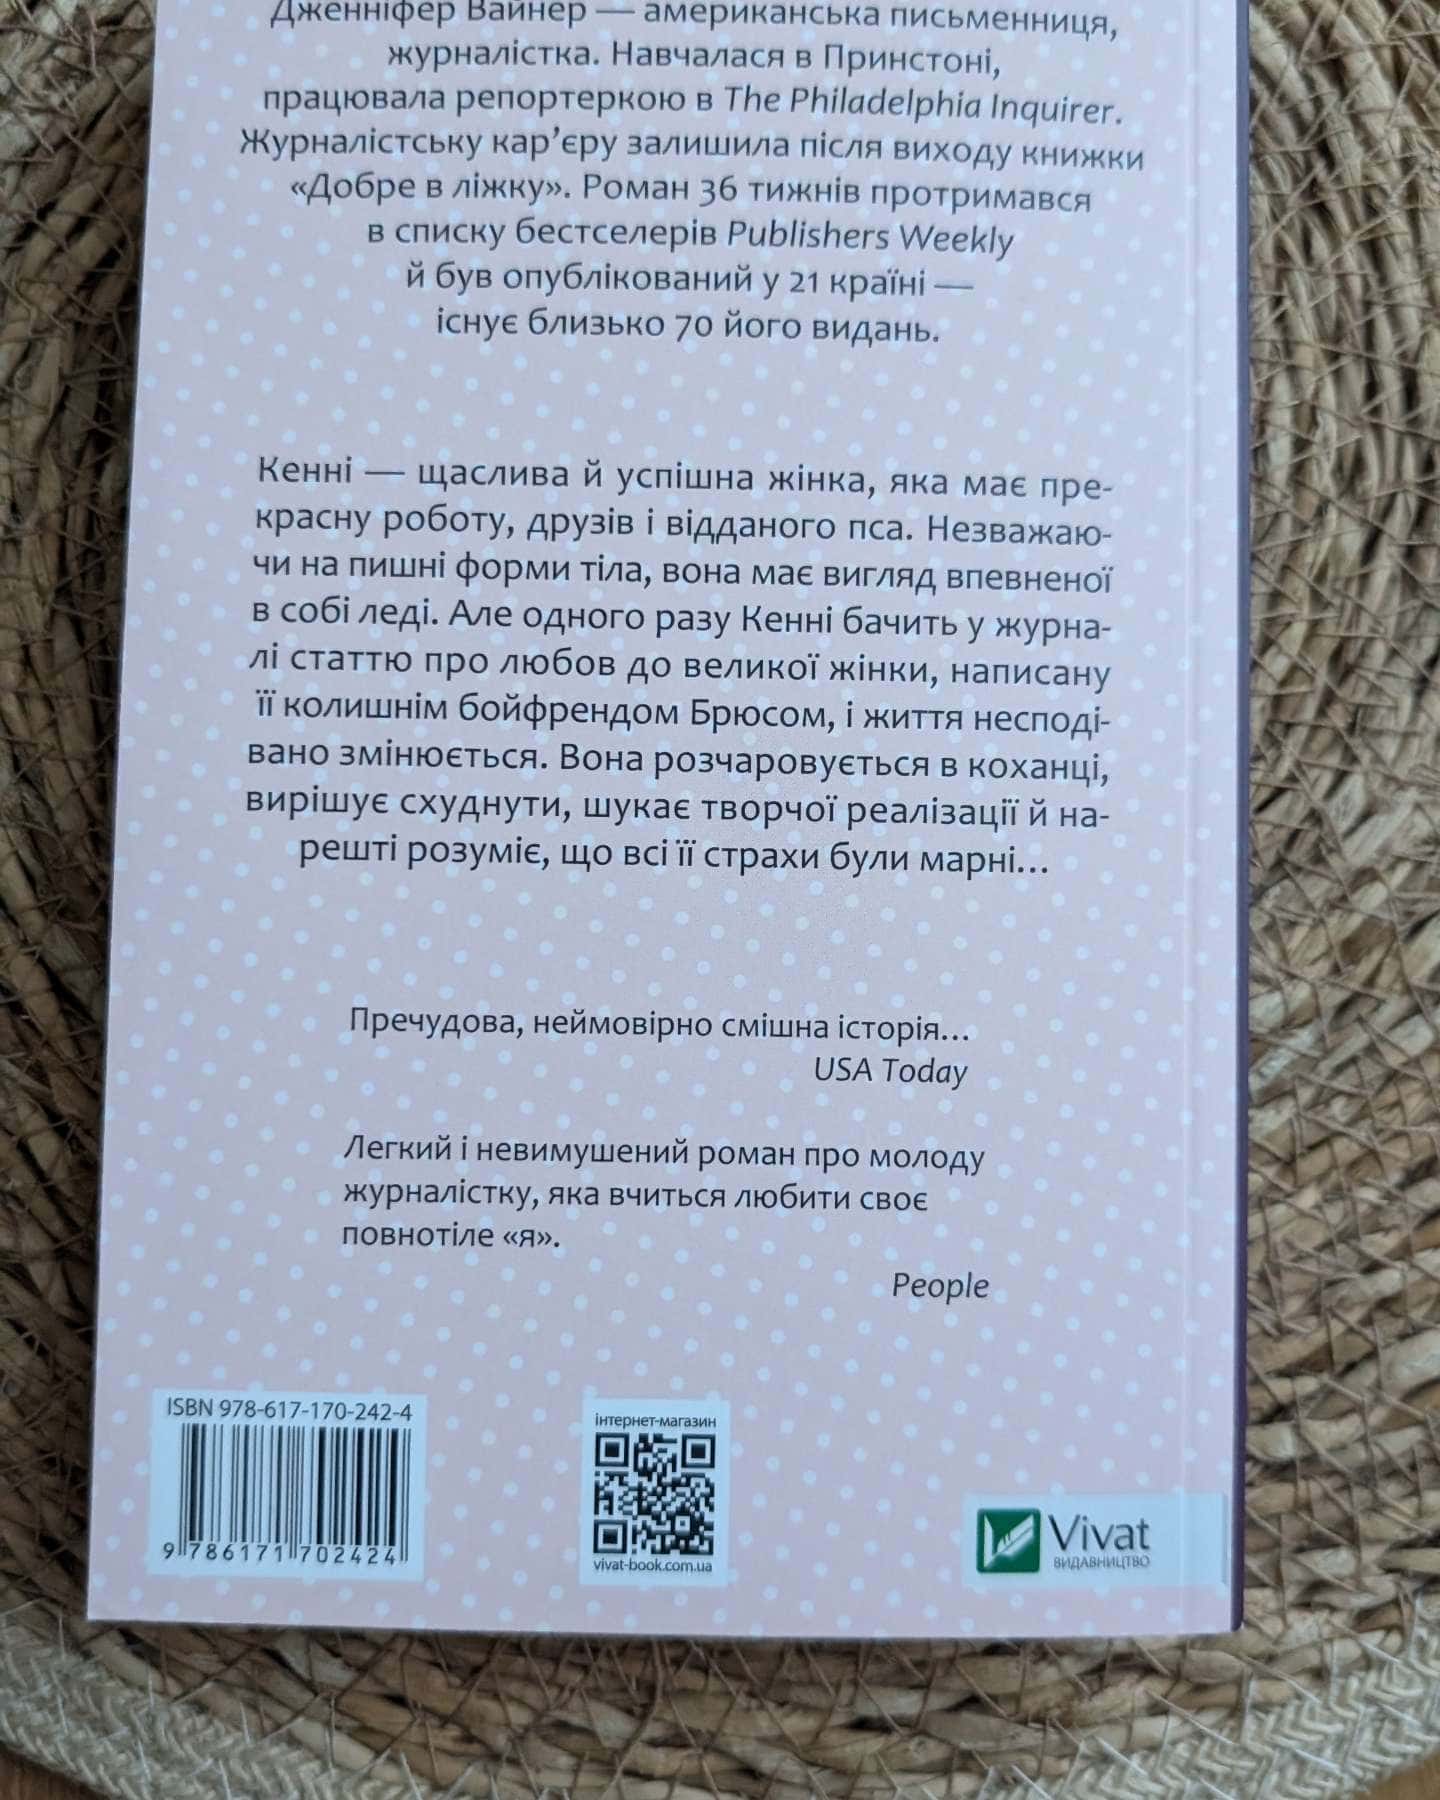 Дженніфер Вайнер — американська письменниця,
журналістка. Навчалася в Принстоні,
працювала репортеркою в The Philadelphia Inquirer.
Журналістську кар’єру залишила після виходу книжки
«Добре в ліжку». Роман 36 тижнів протримався
в списку бестселерів Publishers Weekly
й був опублікований у 21 країні —
існує близько 70 його видань.
Кенні — щаслива й успішна жінка, яка має пре-
красну роботу, друзів і відданого пса. Незважаю-
чи на пишні форми тіла, вона має вигляд впевненої
в собі леді. Але одного разу Кенні бачить у журна-
лі статтю про любов до великої жінки, написану
її колишнім бойфрендом Брюсом, і життя несподі-
вано змінюється. Вона розчаровується в коханці,
вирішує схуднути, шукає творчої реалізації й на-
решті розуміє, що всі її страхи були марні...
Пречудова, неймовірно смішна історія...
USA Today
Легкий і невимушений роман про молоду
журналістку, яка вчиться любити своє
повнотіле «я».
People
ISBN 978-617-170-242-4
9 786171 702424
інтернет-магазин
vivat-book.com.ua
Vivat
ВИДАВНИЦТВО